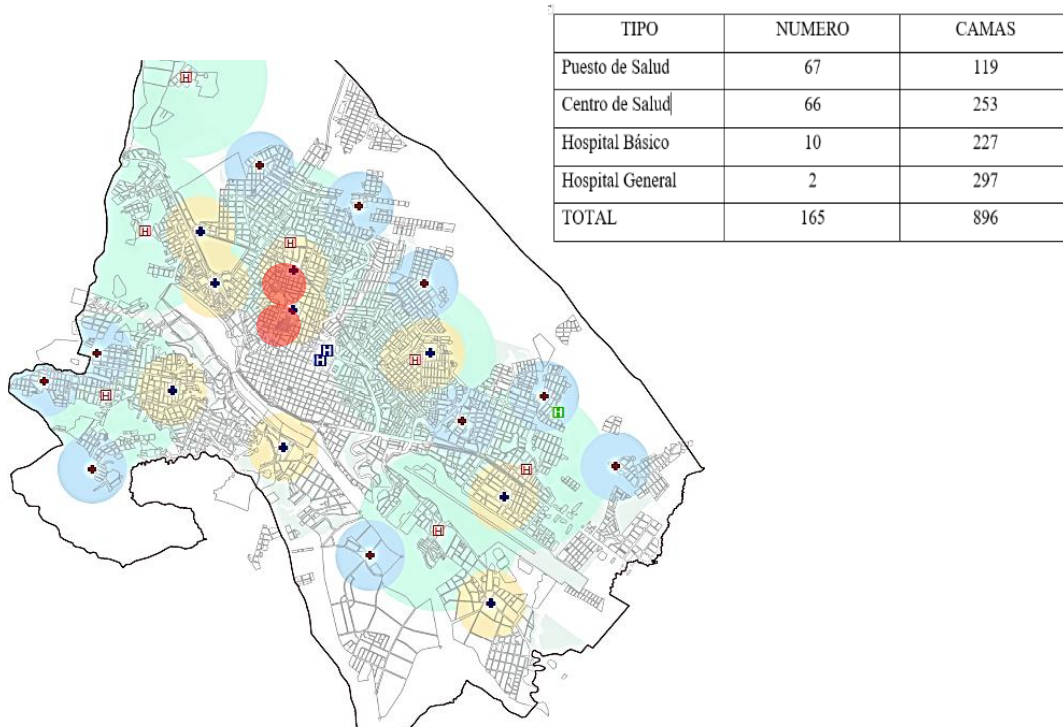 TIPO NUMERO CAMAS
Puesto de Salud 67 119
Centro de Salud 66 253
Hospital Básico 10 227
Hospital General 2 297
TOTAL 165 896
H
H
H
H
H
H
H
H
H
H